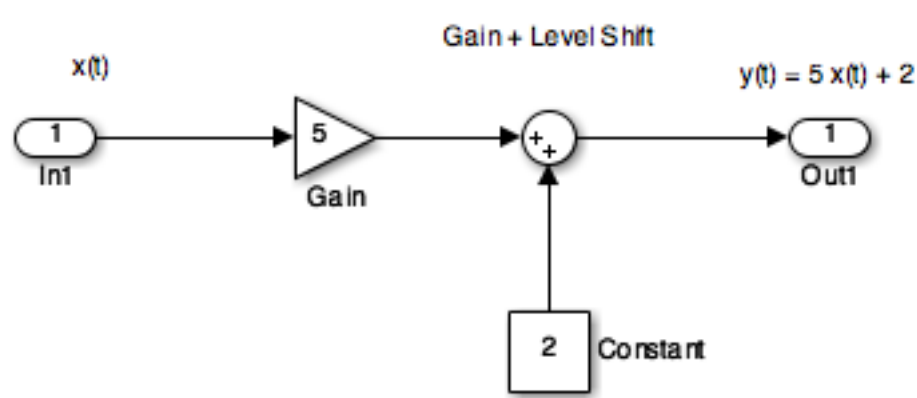 Gain + Level Shift
x(t)
y(t) = 5 x(t) + 2
1
In1
5
Gain
+
+
1
Out1
2
Constant